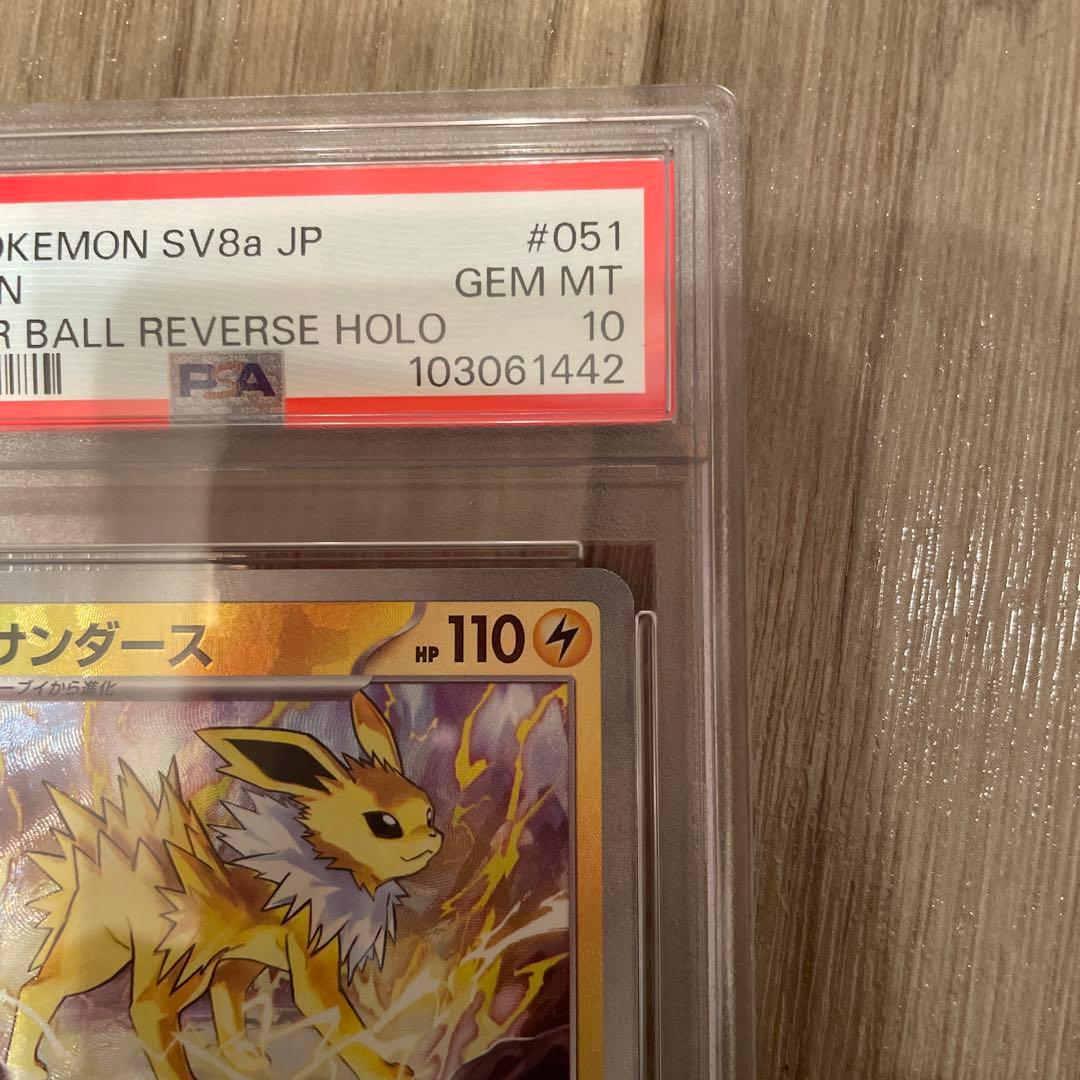 OKEMON SV8a JP #051
N GEM MT
R BALL REVERSE HOLO 10
PSA 103061442
サンダース HP 110
ーブイから進化